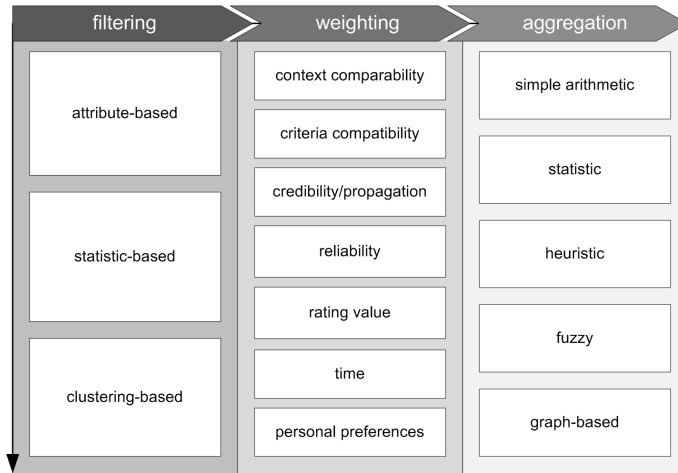 filtering
weighting
aggregation
attribute-based
statistic-based
clustering-based
context comparability
criteria compatibility
credibility/propagation
reliability
rating value
time
personal preferences
simple arithmetic
statistic
heuristic
fuzzy
graph-based